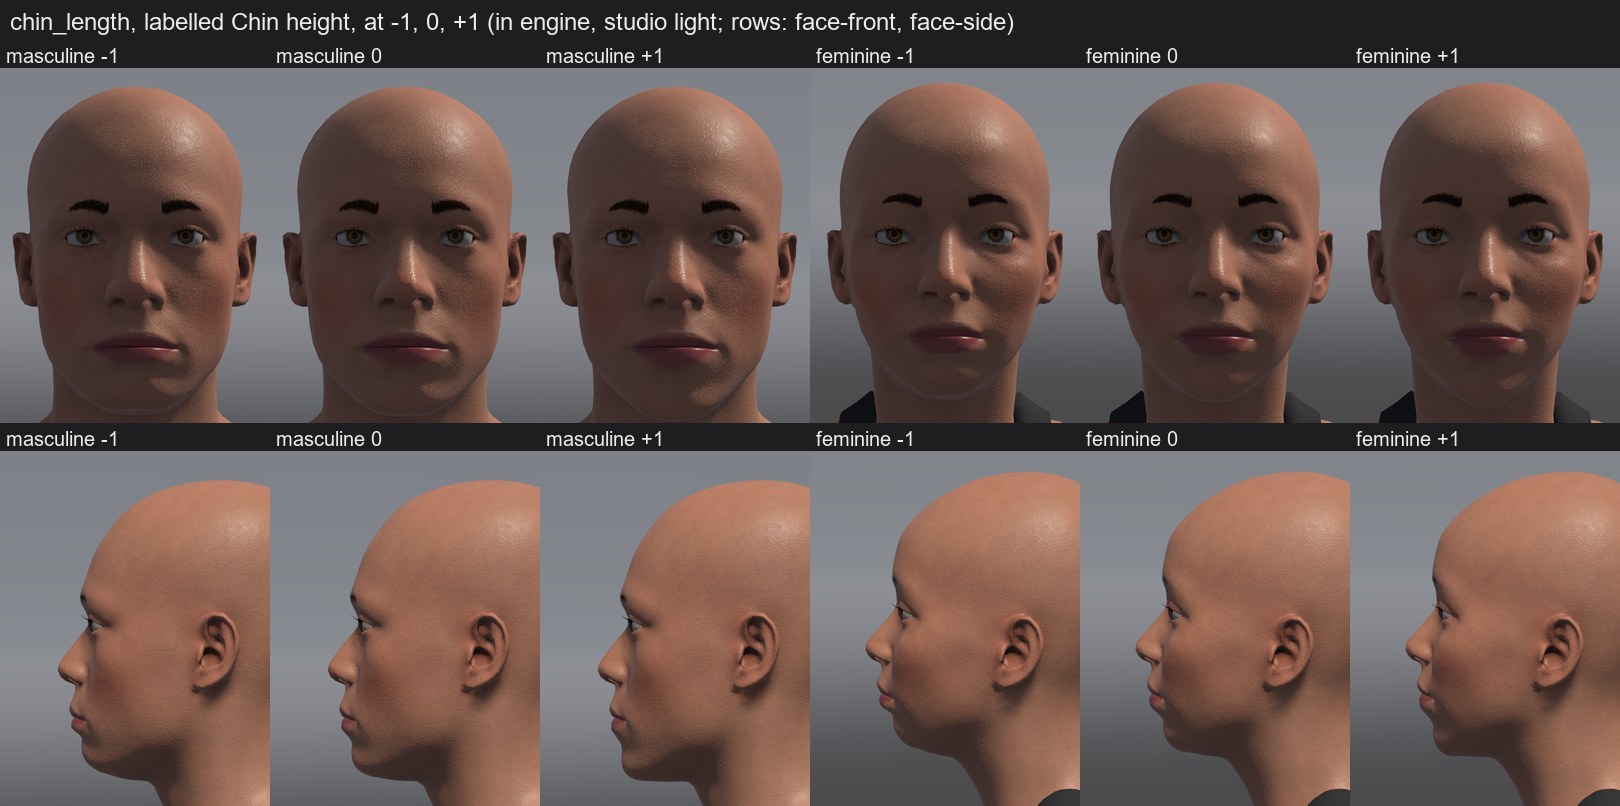 chin_length, labelled Chin height, at -1, 0, +1 (in engine, studio light; rows: face-front, face-side)
masculine -1
masculine 0
masculine +1
feminine -1
feminine 0
feminine +1
masculine -1
masculine 0
masculine +1
feminine -1
feminine 0
feminine +1